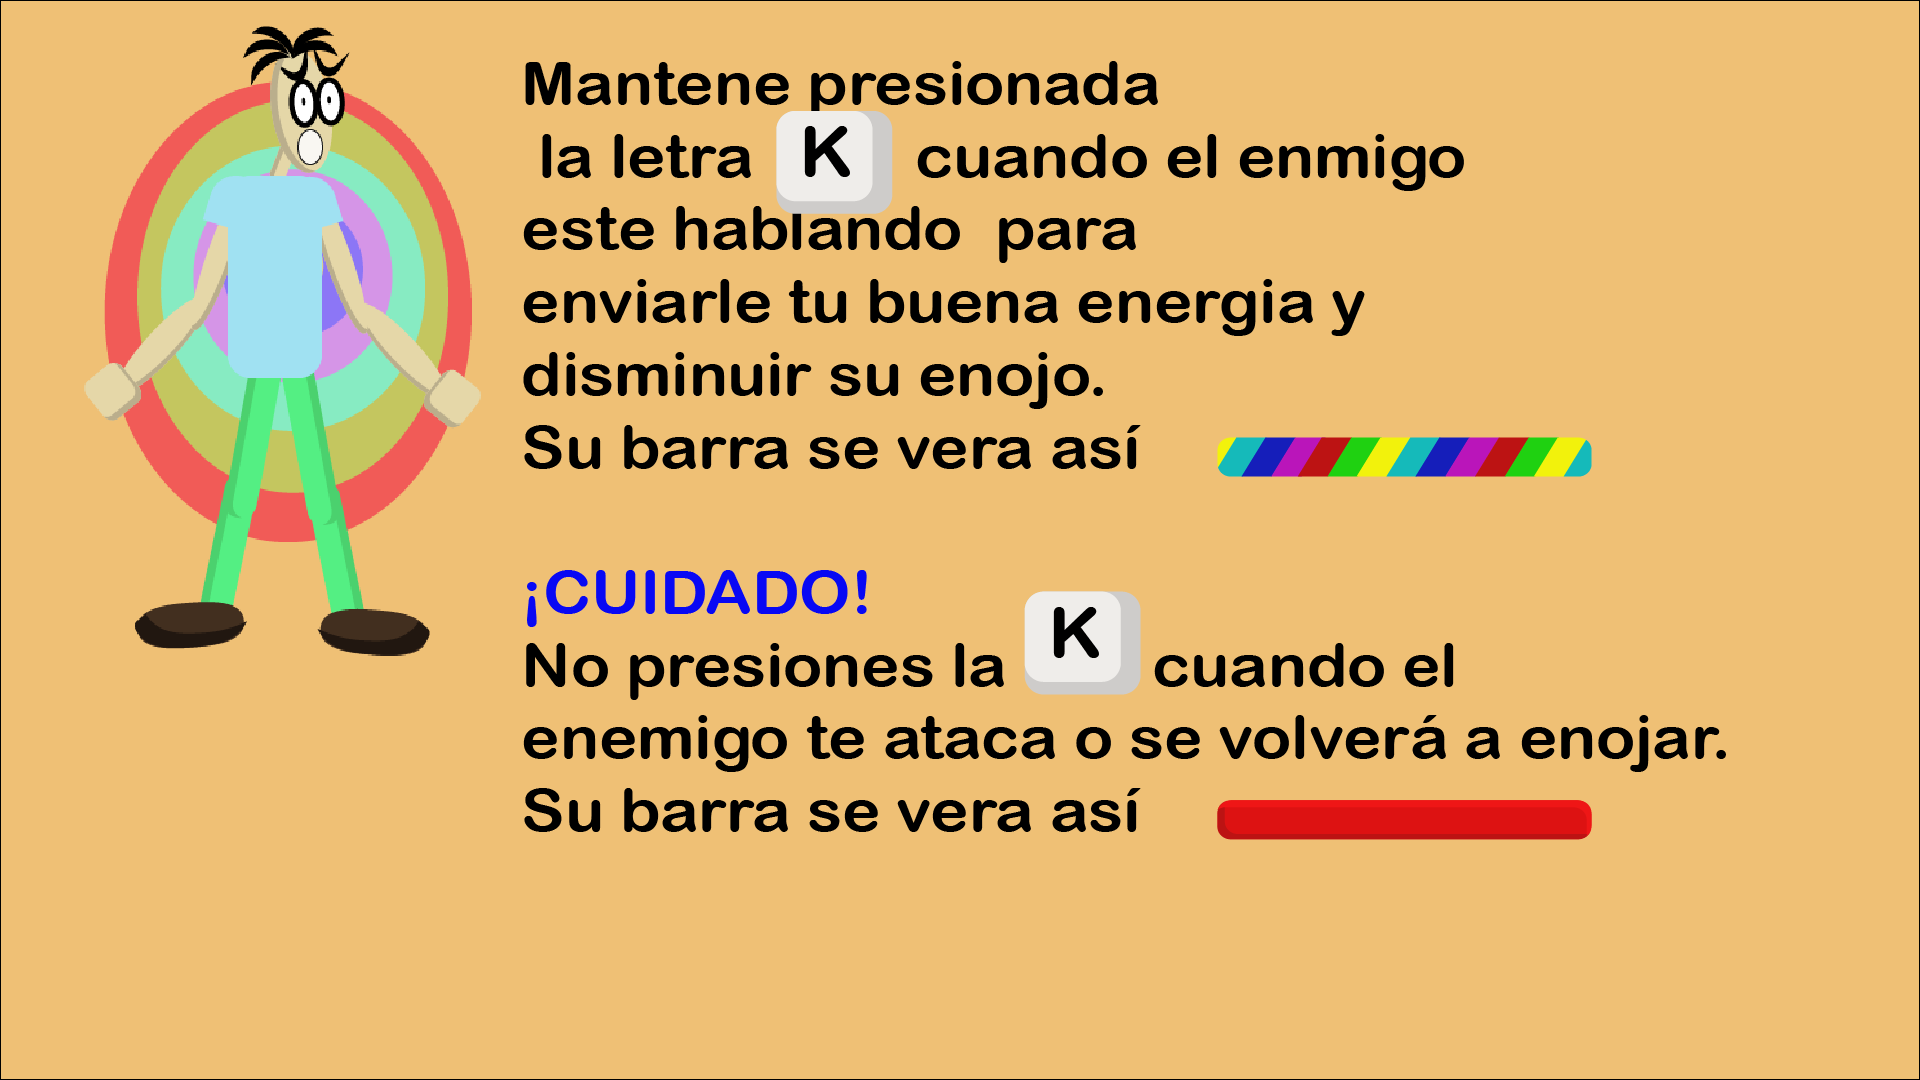 Mantene presionada
la letra K cuando el enmigo
este hablando para
enviarle tu buena energia y
disminuir su enojo.
Su barra se vera así
¡CUIDADO!
No presiones la K cuando el
enemigo te ataca o se volverá a enojar.
Su barra se vera así